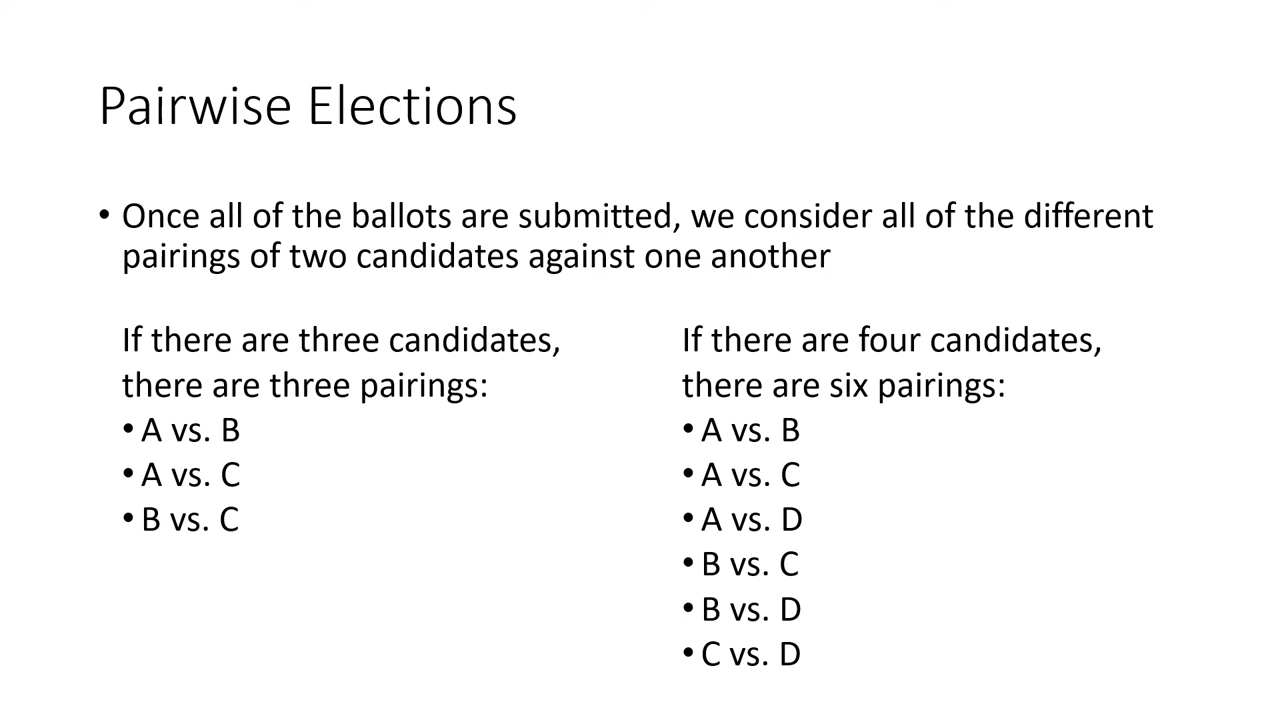 Pairwise Elections
• Once all of the ballots are submitted, we consider all of the different
pairings of two candidates against one another
If there are three candidates,
there are three pairings:
• A vs. B
• A vs. C
• B vs. C
If there are four candidates,
there are six pairings:
• A vs. B
• A vs. C
• A vs. D
• B vs. C
• B vs. D
• C vs. D